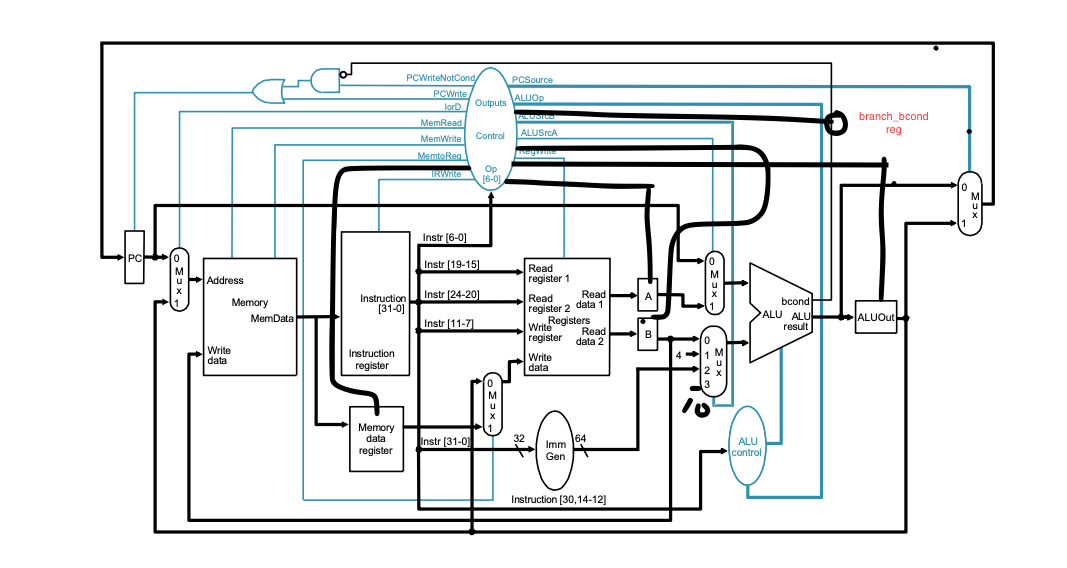 PCWriteNotCond
PCSource
PCWrite
ALUOp
Outputs
IorD
ALUSrcB
branch_bcond
reg
MemRead
ALUSrcA
MemWrite
Control
RegWrite
MemtoReg
Op
[6-0]
IRWrite
0
M
u
x
1
Instr [6-0]
PC
0
M
u
x
1
Address
Memory
MemData
Write
data
Instruction
[31-0]
Instruction
register
Instr [19-15]
Instr [24-20]
Instr [11-7]
Read
register 1
Read
register 2
Write
register
Write
data
Registers
Read
data 1
Read
data 2
A
B
0
M
u
x
1
0
4
1
M
u
x
2
3
10
bcond
ALU
ALU
result
ALUOut
Memory
data
register
0
M
u
x
1
Instr [31-0]
32
Imm
Gen
64
ALU
control
Instruction [30,14-12]